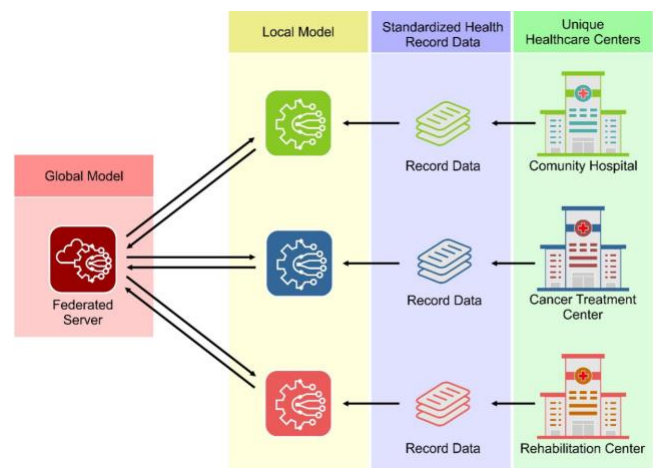 Local Model
Standardized Health
Record Data
Unique
Healthcare Centers
Global Model
Federated
Server
Record Data
Comunity Hospital
Record Data
Cancer Treatment
Center
Record Data
Rehabilitation Center